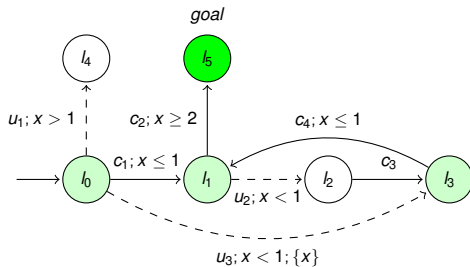 goal
l₄
l₅
u₁; x > 1
c₂; x ≥ 2
c₄; x ≤ 1
c₁; x ≤ 1
c₃
l₀
l₁
l₂
l₃
u₂; x < 1
u₃; x < 1; {x}